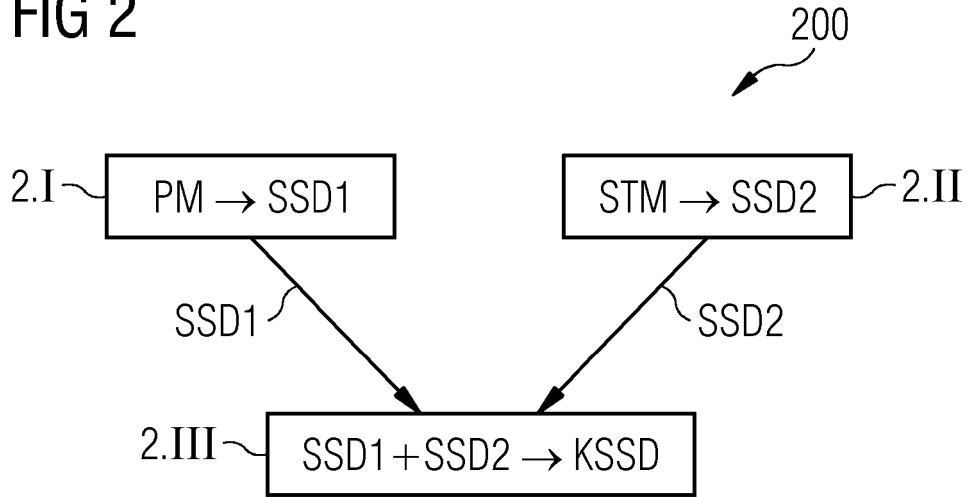 FIG 2
200
2.I PM → SSD1 STM → SSD2 2.II
SSD1 SSD2
2.III SSD1+SSD2 → KSSD